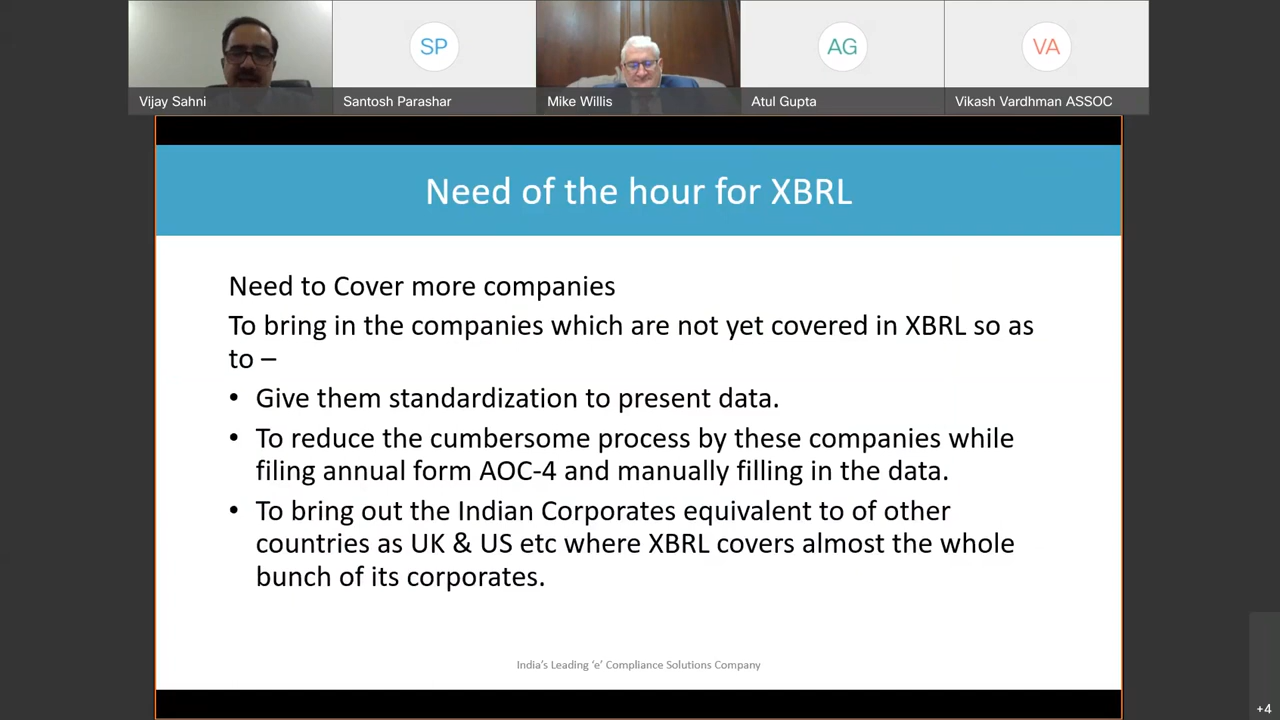 SP
AG
VA
Vijay Sahni
Santosh Parashar
Mike Willis
Atul Gupta
Vikash Vardhman ASSOC
Need of the hour for XBRL
Need to Cover more companies
To bring in the companies which are not yet covered in XBRL so as
to –
• Give them standardization to present data.
• To reduce the cumbersome process by these companies while
filing annual form AOC-4 and manually filling in the data.
• To bring out the Indian Corporates equivalent to of other
countries as UK & US etc where XBRL covers almost the whole
bunch of its corporates.
India's Leading 'e' Compliance Solutions Company
+4